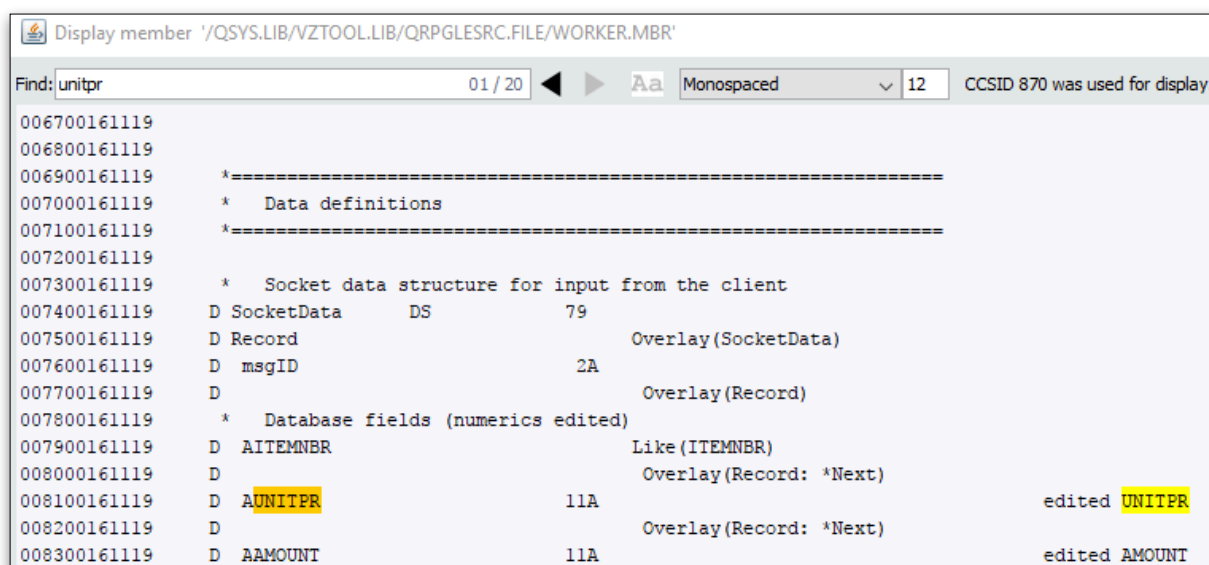 Display member '/QSYS.LIB/VZTOOL.LIB/QRPGLESRC.FILE/WORKER.MBR'
Find: unitpr 01 / 20 Aa Monospaced 12 CCSID 870 was used for display
006700161119
006800161119
006900161119 *================================================================
007000161119 * Data definitions
007100161119 *================================================================
007200161119
007300161119 * Socket data structure for input from the client
007400161119 D SocketData DS 79
007500161119 D Record Overlay(SocketData)
007600161119 D msgID 2A
007700161119 D Overlay(Record)
007800161119 * Database fields (numerics edited)
007900161119 D AITEMNBR Like(ITEMNBR)
008000161119 D Overlay(Record: *Next)
008100161119 D AUNITPR 11A edited UNITPR
008200161119 D Overlay(Record: *Next)
008300161119 D AAMOUNT 11A edited AMOUNT